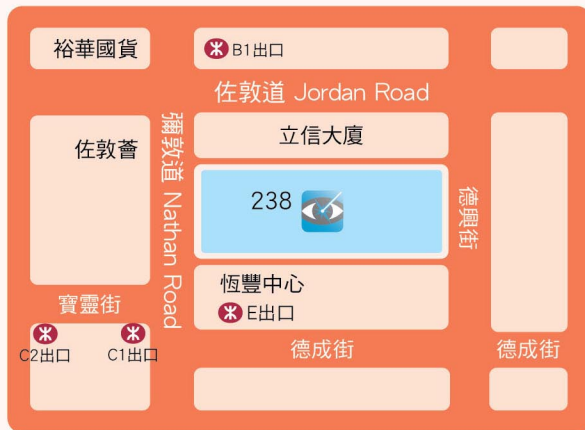 裕華國貨
B1出口
佐敦道 Jordan Road
佐敦薈
彌敦道 Nathan Road
立信大廈
238
德興街
恆豐中心
E出口
寶靈街
C2出口
C1出口
德成街
德成街